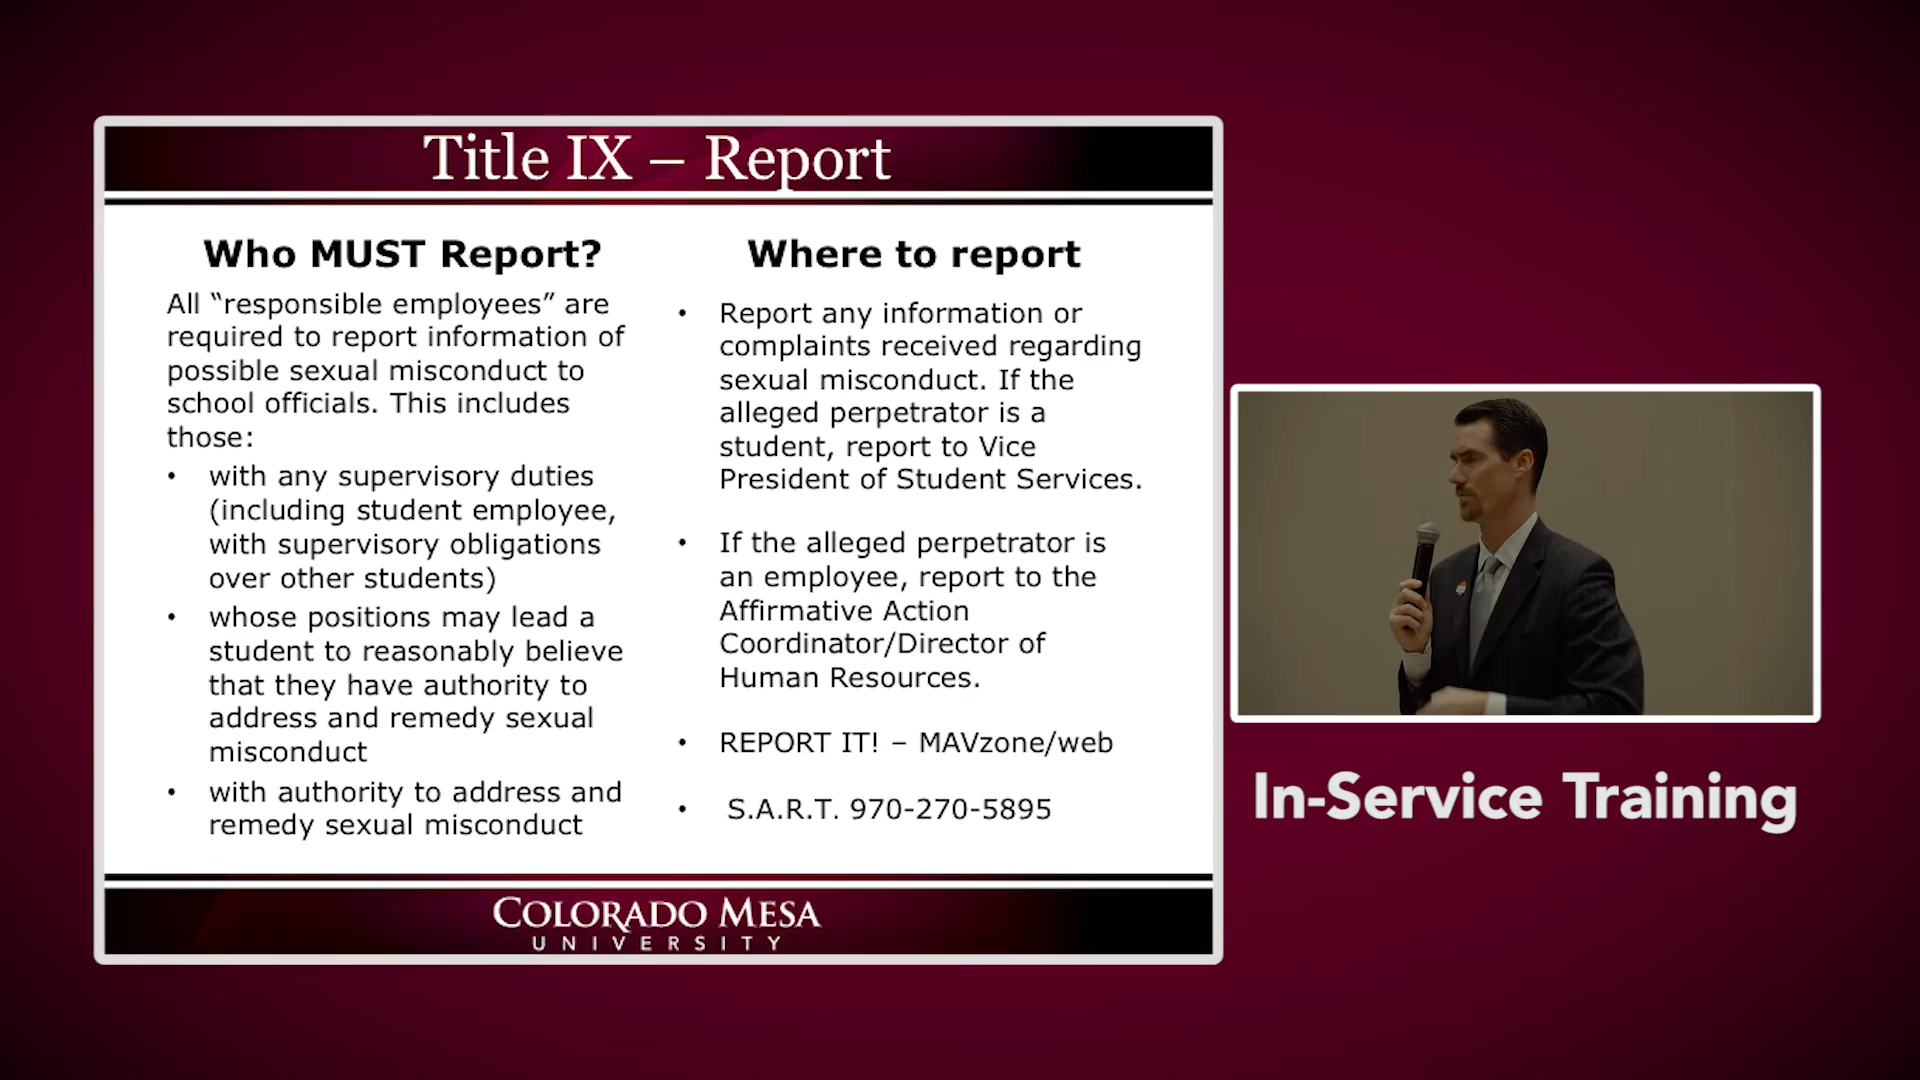 Title IX – Report
Who MUST Report?
All “responsible employees” are
required to report information of
possible sexual misconduct to
school officials. This includes
those:
• with any supervisory duties
(including student employee,
with supervisory obligations
over other students)
• whose positions may lead a
student to reasonably believe
that they have authority to
address and remedy sexual
misconduct
• with authority to address and
remedy sexual misconduct
Where to report
• Report any information or
complaints received regarding
sexual misconduct. If the
alleged perpetrator is a
student, report to Vice
President of Student Services.
• If the alleged perpetrator is
an employee, report to the
Affirmative Action
Coordinator/Director of
Human Resources.
• REPORT IT! – MAVzone/web
• S.A.R.T. 970-270-5895
COLORADO MESA
UNIVERSITY
In-Service Training